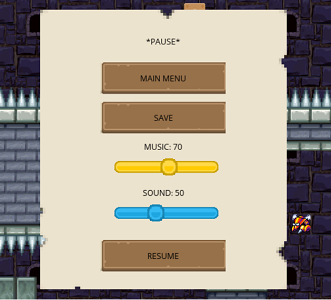 *PAUSE*
MAIN MENU
SAVE
MUSIC: 70
SOUND: 50
RESUME